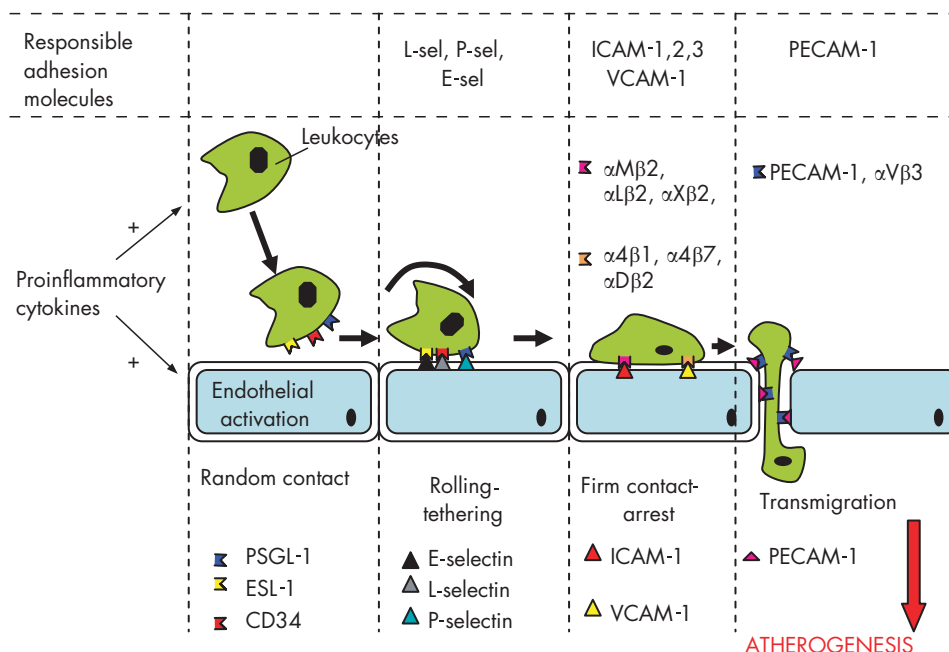 Responsible
adhesion
molecules
L-sel, P-sel,
E-sel
ICAM-1,2,3
VCAM-1
PECAM-1
Leukocytes
αMβ2,
αLβ2, αXβ2,
PECAM-1, αVβ3
+
Proinflammatory
cytokines
+
α4β1, α4β7,
αDβ2
Endothelial
activation
Random contact
Rolling-
tethering
Firm contact-
arrest
Transmigration
PSGL-1
ESL-1
CD34
E-selectin
L-selectin
P-selectin
ICAM-1
VCAM-1
PECAM-1
ATHEROGENESIS